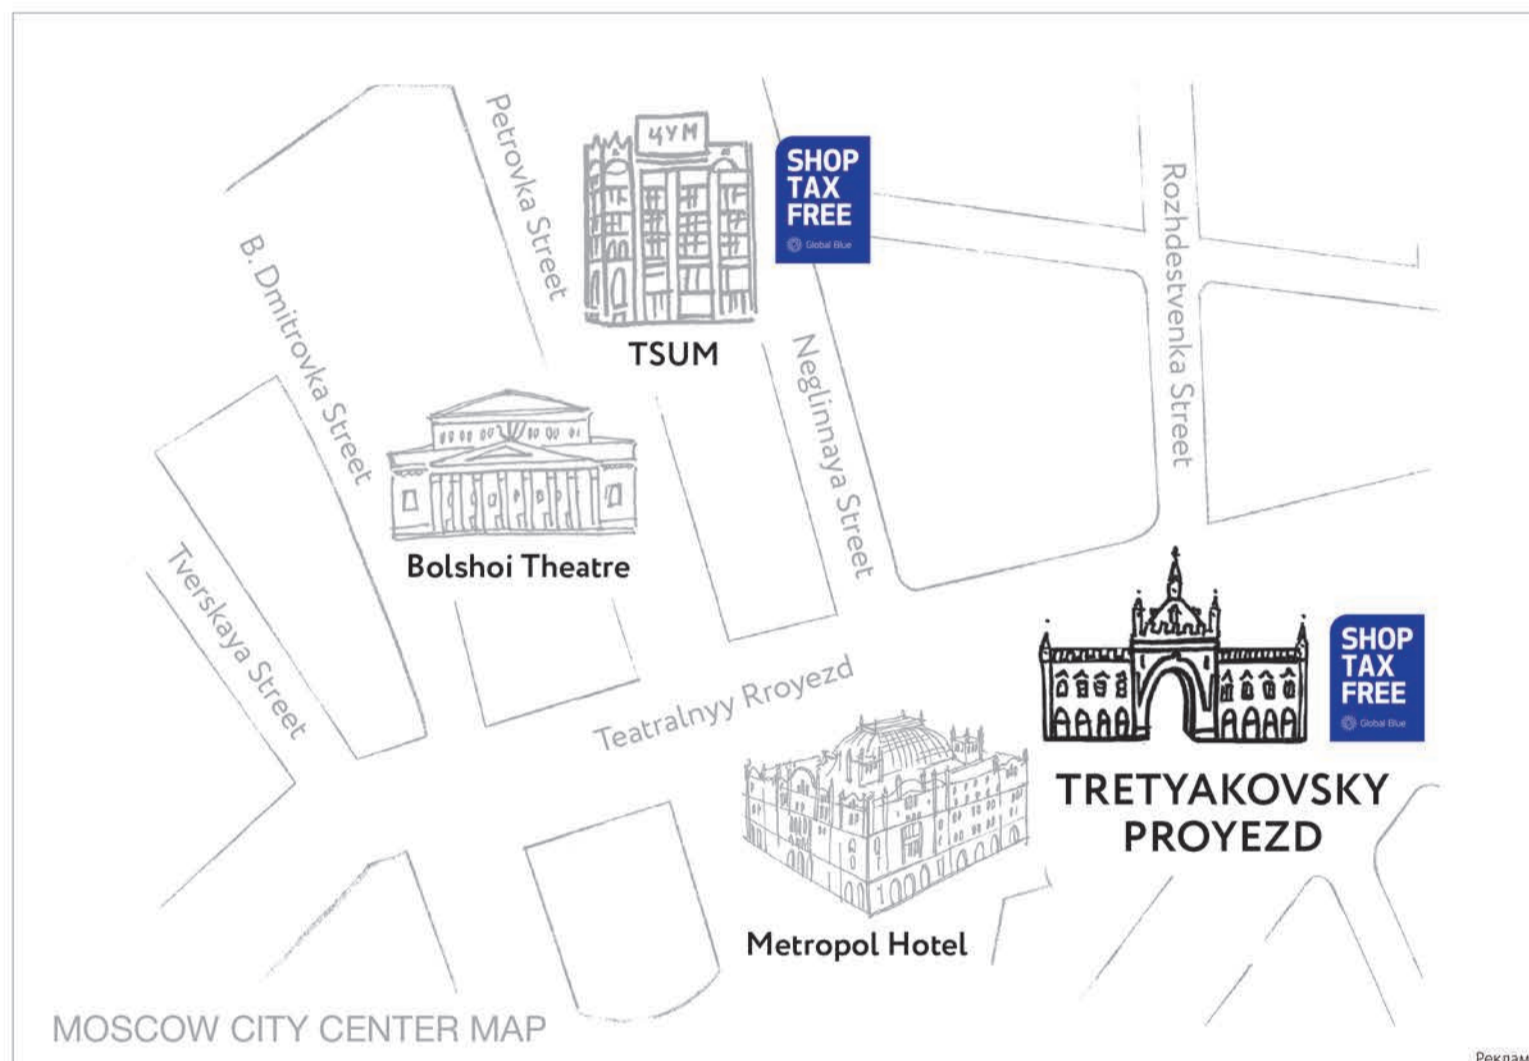 Petrovka Street
ЦУМ
SHOP
TAX
FREE
Global Blue
TSUM
B. Dmitrovka Street
Neglinnaya Street
Rozhdestvenka Street
Bolshoi Theatre
Tverskaya Street
Teatralnyy Rroyezd
SHOP
TAX
FREE
Global Blue
TRETYAKOVSKY
PROYEZD
Metropol Hotel
MOSCOW CITY CENTER MAP